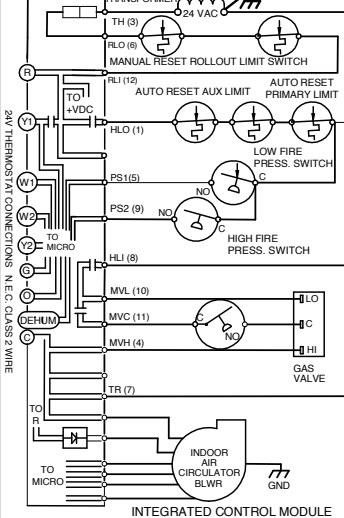 TRANSFORMER
24 VAC
TH (3)
RLO (6)
MANUAL RESET ROLLOUT LIMIT SWITCH
R
RLI (12)
TO
+VDC
AUTO RESET AUX LIMIT
AUTO RESET
PRIMARY LIMIT
Y1
HLO (1)
LOW FIRE
PRESS. SWITCH
W1
PS1(5)
NO
C
W2
PS2 (9)
NO
C
Y2
TO
MICRO
HIGH FIRE
PRESS. SWITCH
G
HLI (8)
O
MVL (10)
LO
DEHUM
MVC (11)
C
NO
C
C
MVH (4)
HI
GAS
VALVE
TR (7)
TO
R
TO
MICRO
INDOOR
AIR
CIRCULATOR
BLWR
GND
24V THERMOSTAT CONNECTIONS N.E.C. CLASS 2 WIRE
INTEGRATED CONTROL MODULE